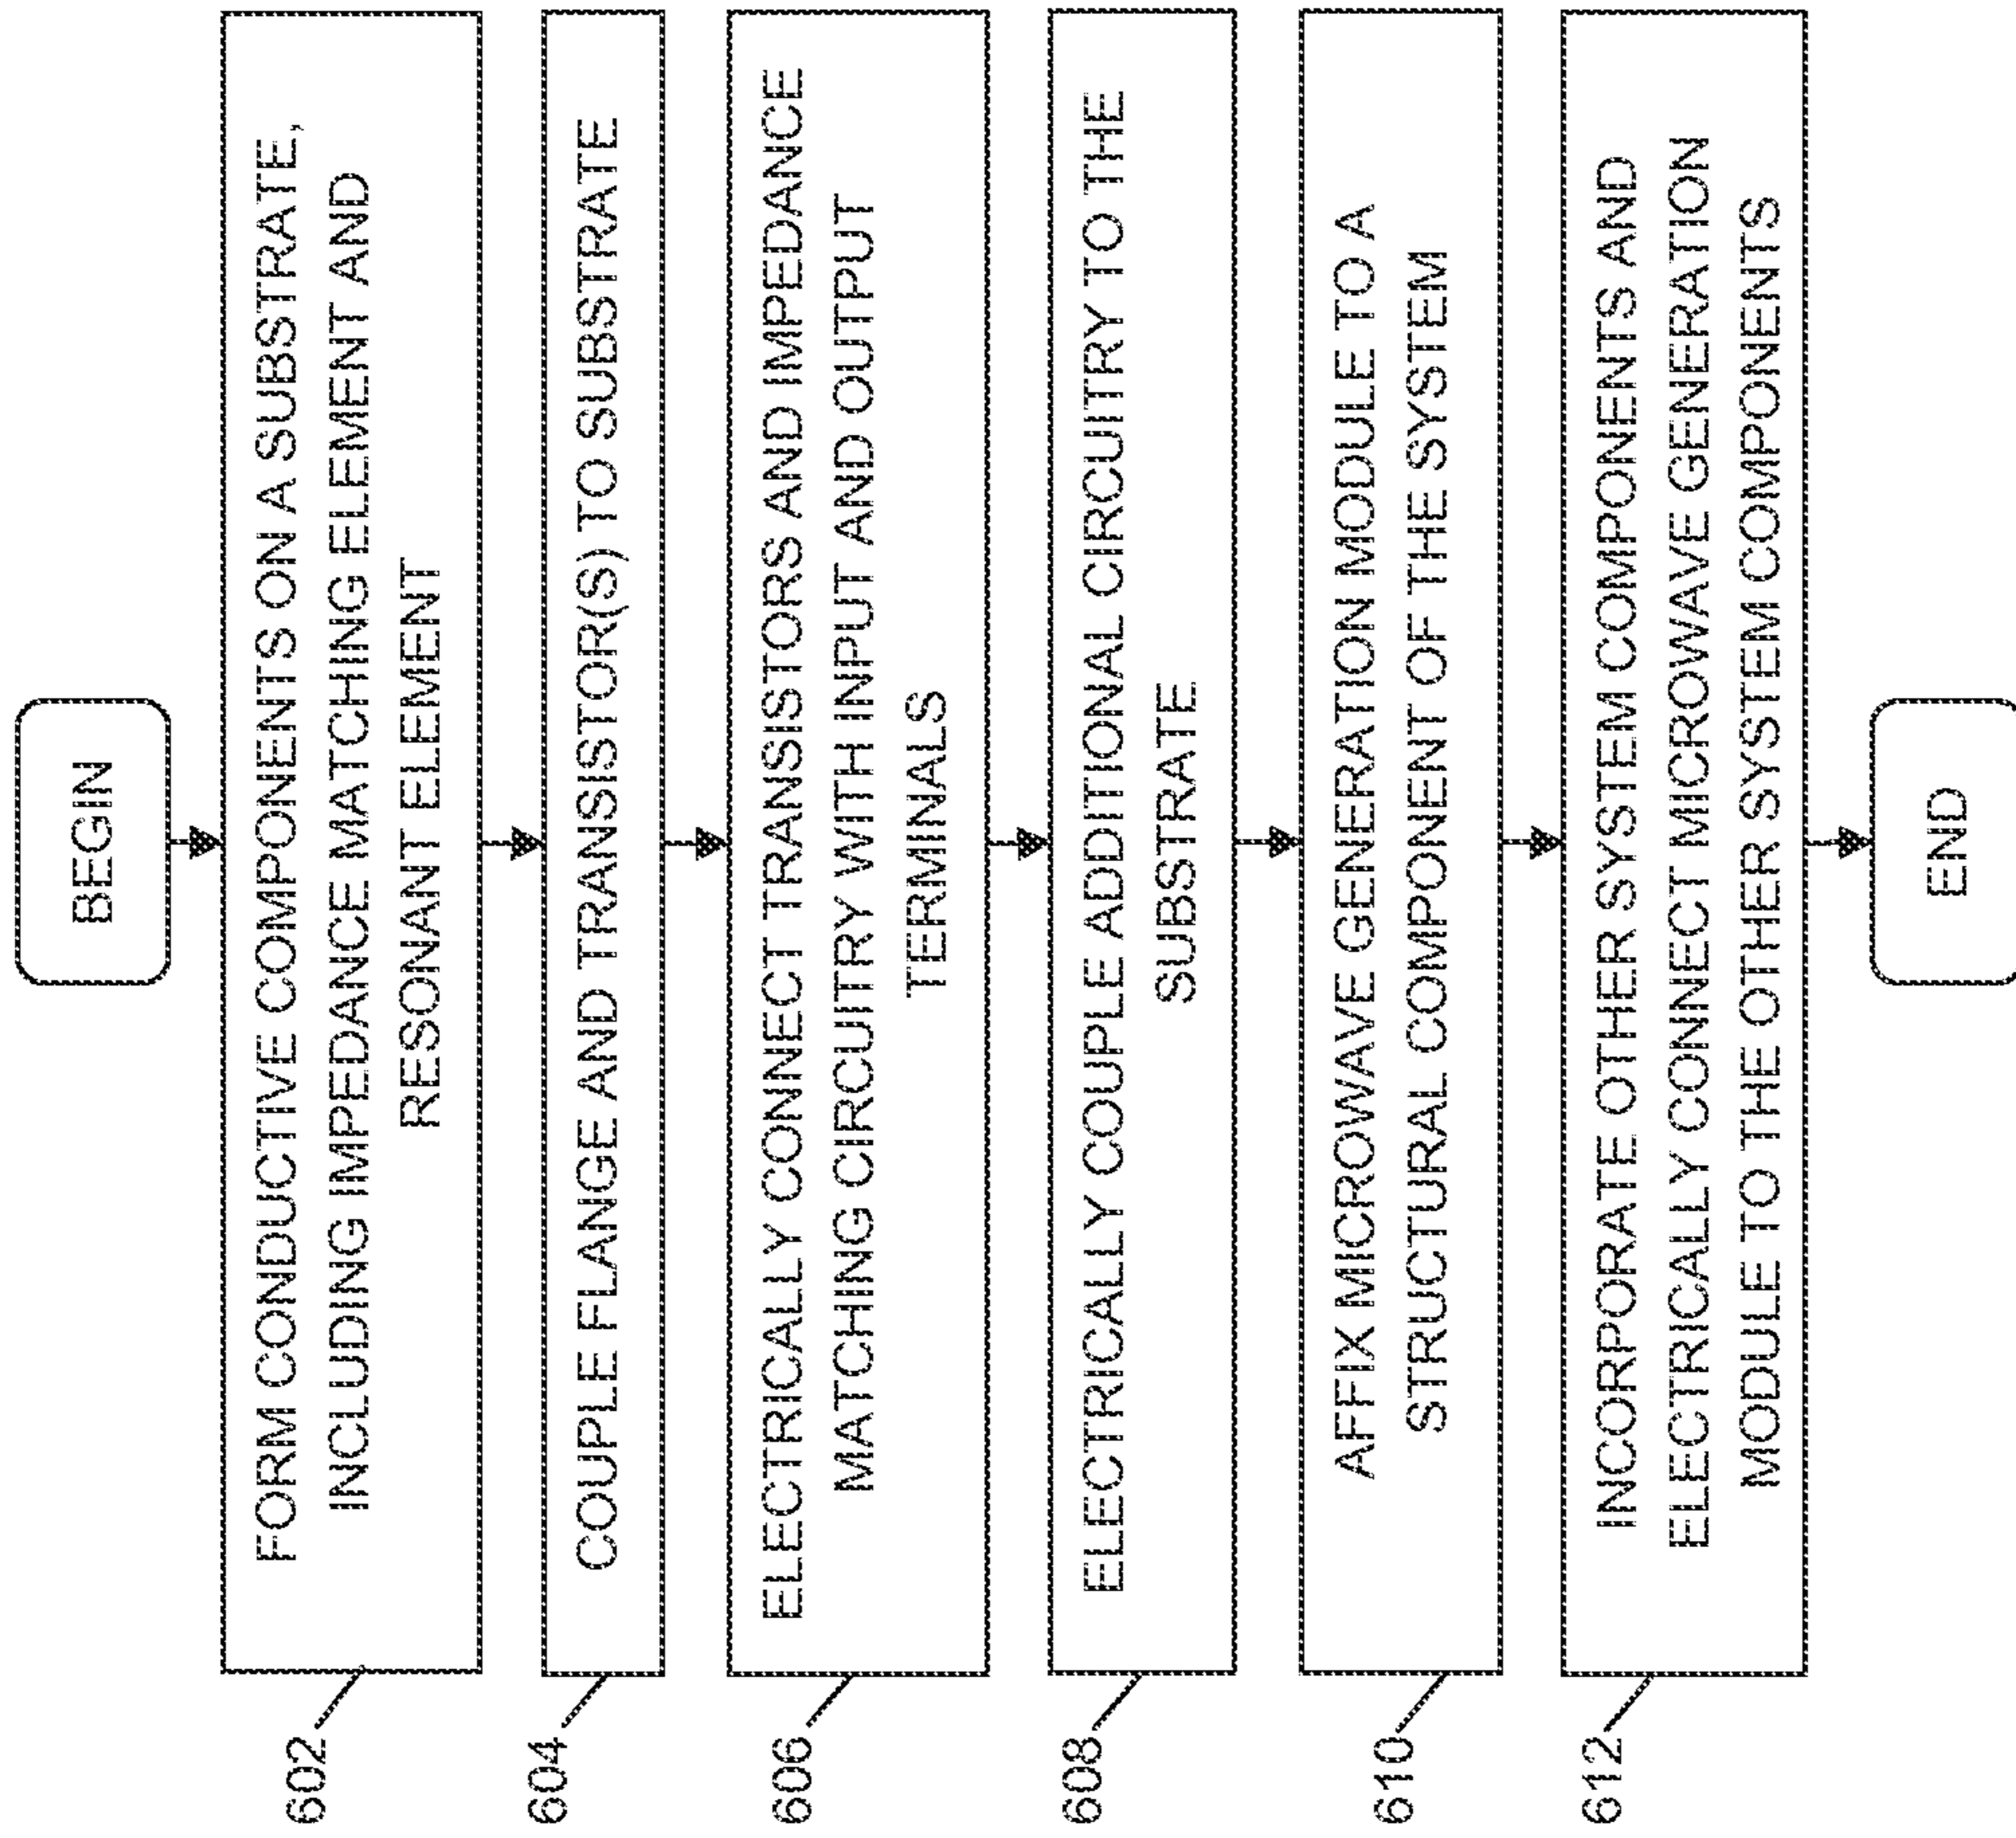 BEGIN
602
FORM CONDUCTIVE COMPONENTS ON A SUBSTRATE,
INCLUDING IMPEDANCE MATCHING ELEMENT AND
RESONANT ELEMENT
604
COUPLE FLANGE AND TRANSISTOR(S) TO SUBSTRATE
606
ELECTRICALLY CONNECT TRANSISTORS AND IMPEDANCE
MATCHING CIRCUITRY WITH INPUT AND OUTPUT
TERMINALS
608
ELECTRICALLY COUPLE ADDITIONAL CIRCUITRY TO THE
SUBSTRATE
610
AFFIX MICROWAVE GENERATION MODULE TO A
STRUCTURAL COMPONENT OF THE SYSTEM
612
INCORPORATE OTHER SYSTEM COMPONENTS AND
ELECTRICALLY CONNECT MICROWAVE GENERATION
MODULE TO THE OTHER SYSTEM COMPONENTS
END